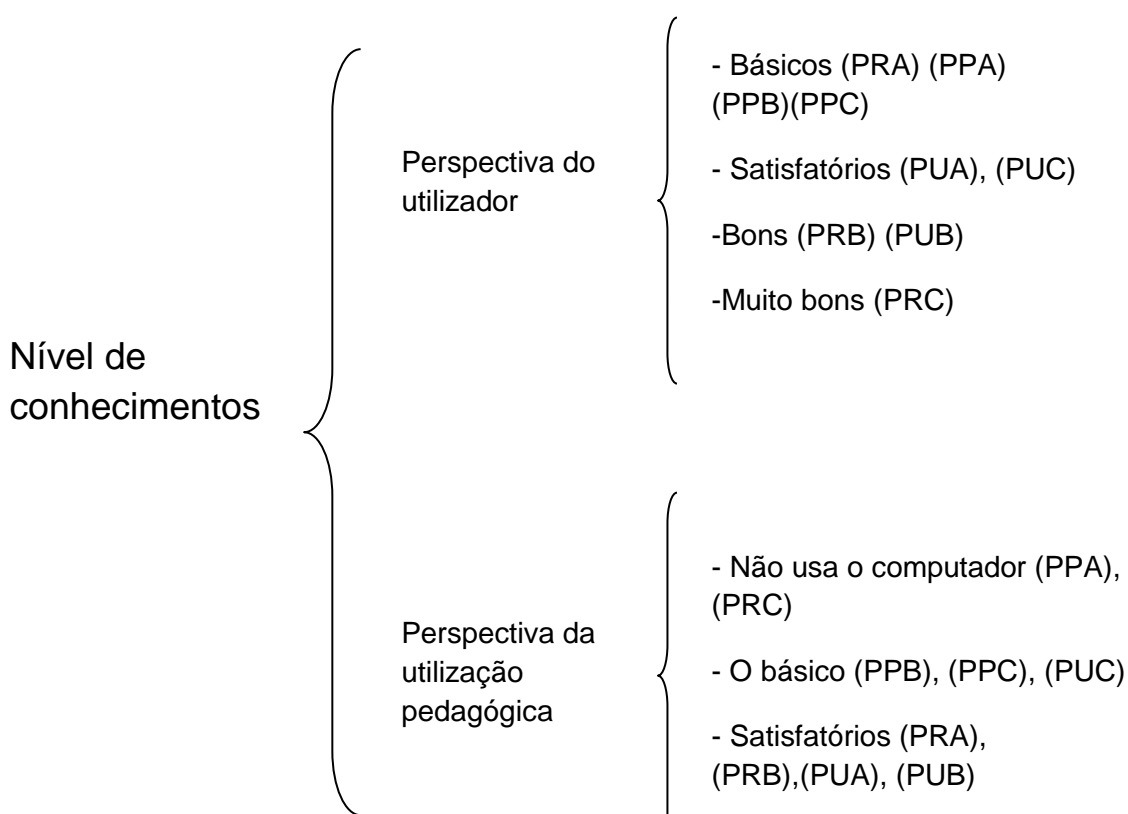 Nível de
conhecimentos
Perspectiva do
utilizador
- Básicos (PRA) (PPA)
(PPB)(PPC)
- Satisfatórios (PUA), (PUC)
-Bons (PRB) (PUB)
-Muito bons (PRC)
Perspectiva da
utilização
pedagógica
- Não usa o computador (PPA),
(PRC)
- O básico (PPB), (PPC), (PUC)
- Satisfatórios (PRA),
(PRB),(PUA), (PUB)